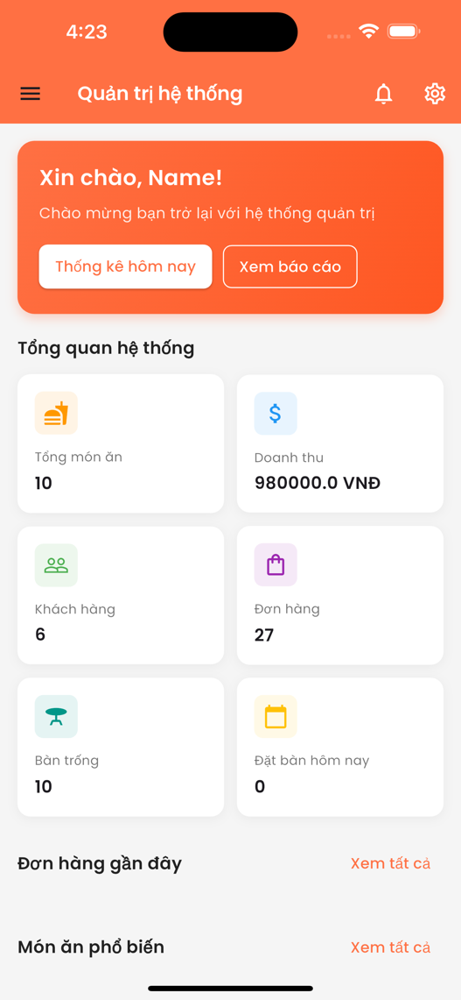 4:23
Quản trị hệ thống
Xin chào, Name!
Chào mừng bạn trở lại với hệ thống quản trị
Thống kê hôm nay
Xem báo cáo
Tổng quan hệ thống
Tổng món ăn
10
Doanh thu
980000.0 VNĐ
Khách hàng
6
Đơn hàng
27
Bàn trống
10
Đặt bàn hôm nay
0
Đơn hàng gần đây
Xem tất cả
Món ăn phổ biến
Xem tất cả